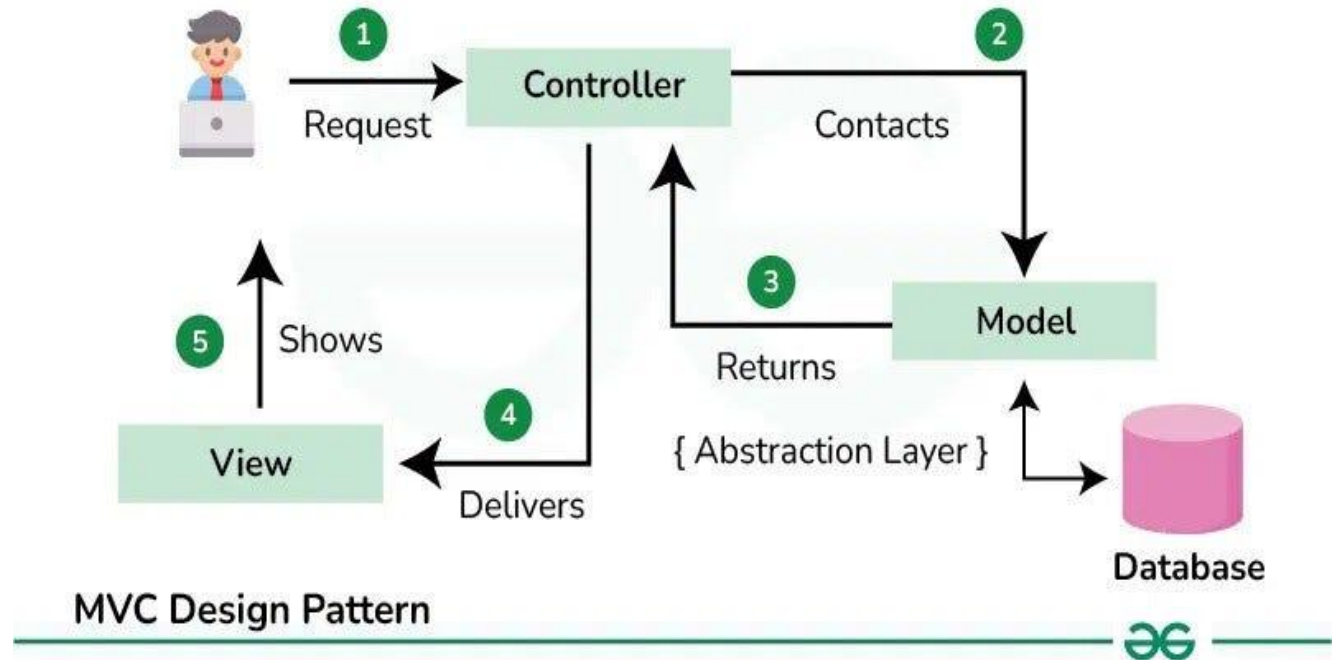 1
2
Controller
Request
Contacts
3
Model
5
Shows
Returns
4
{ Abstraction Layer }
View
Delivers
Database
MVC Design Pattern